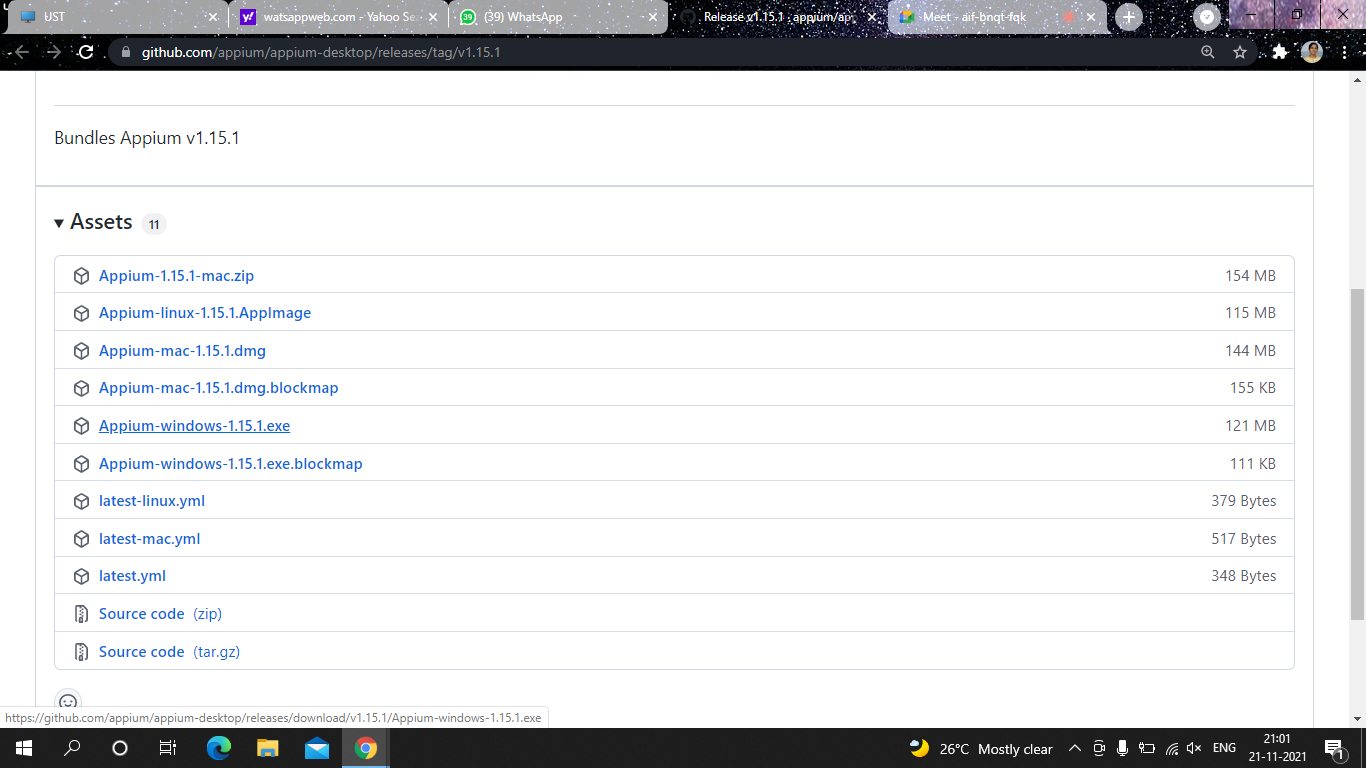 UST
watsappweb.com - Yahoo Se
(39) WhatsApp
Release v1.15.1 · appium/ap
Meet - aif-bnqt-fqk
github.com/appium/appium-desktop/releases/tag/v1.15.1
Bundles Appium v1.15.1
Assets 11
Appium-1.15.1-mac.zip 154 MB
Appium-linux-1.15.1.AppImage 115 MB
Appium-mac-1.15.1.dmg 144 MB
Appium-mac-1.15.1.dmg.blockmap 155 KB
Appium-windows-1.15.1.exe 121 MB
Appium-windows-1.15.1.exe.blockmap 111 KB
latest-linux.yml 379 Bytes
latest-mac.yml 517 Bytes
latest.yml 348 Bytes
Source code (zip)
Source code (tar.gz)
https://github.com/appium/appium-desktop/releases/download/v1.15.1/Appium-windows-1.15.1.exe
26°C Mostly clear
ENG
21:01
21-11-2021
1